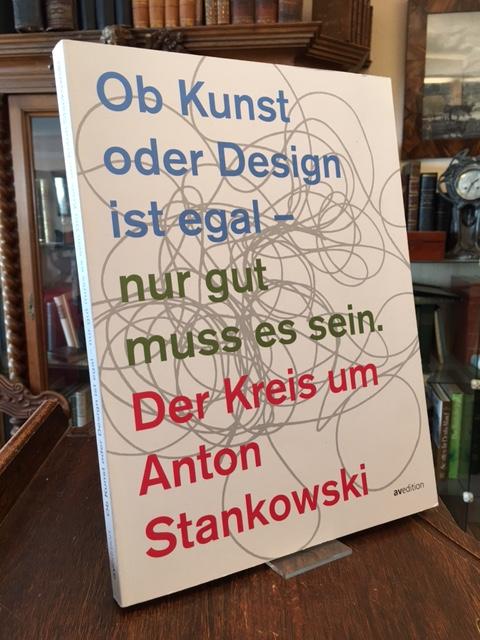 Ob Kunst
oder Design
ist egal –
nur gut
muss es sein.
Der Kreis um
Anton
Stankowski
avedition